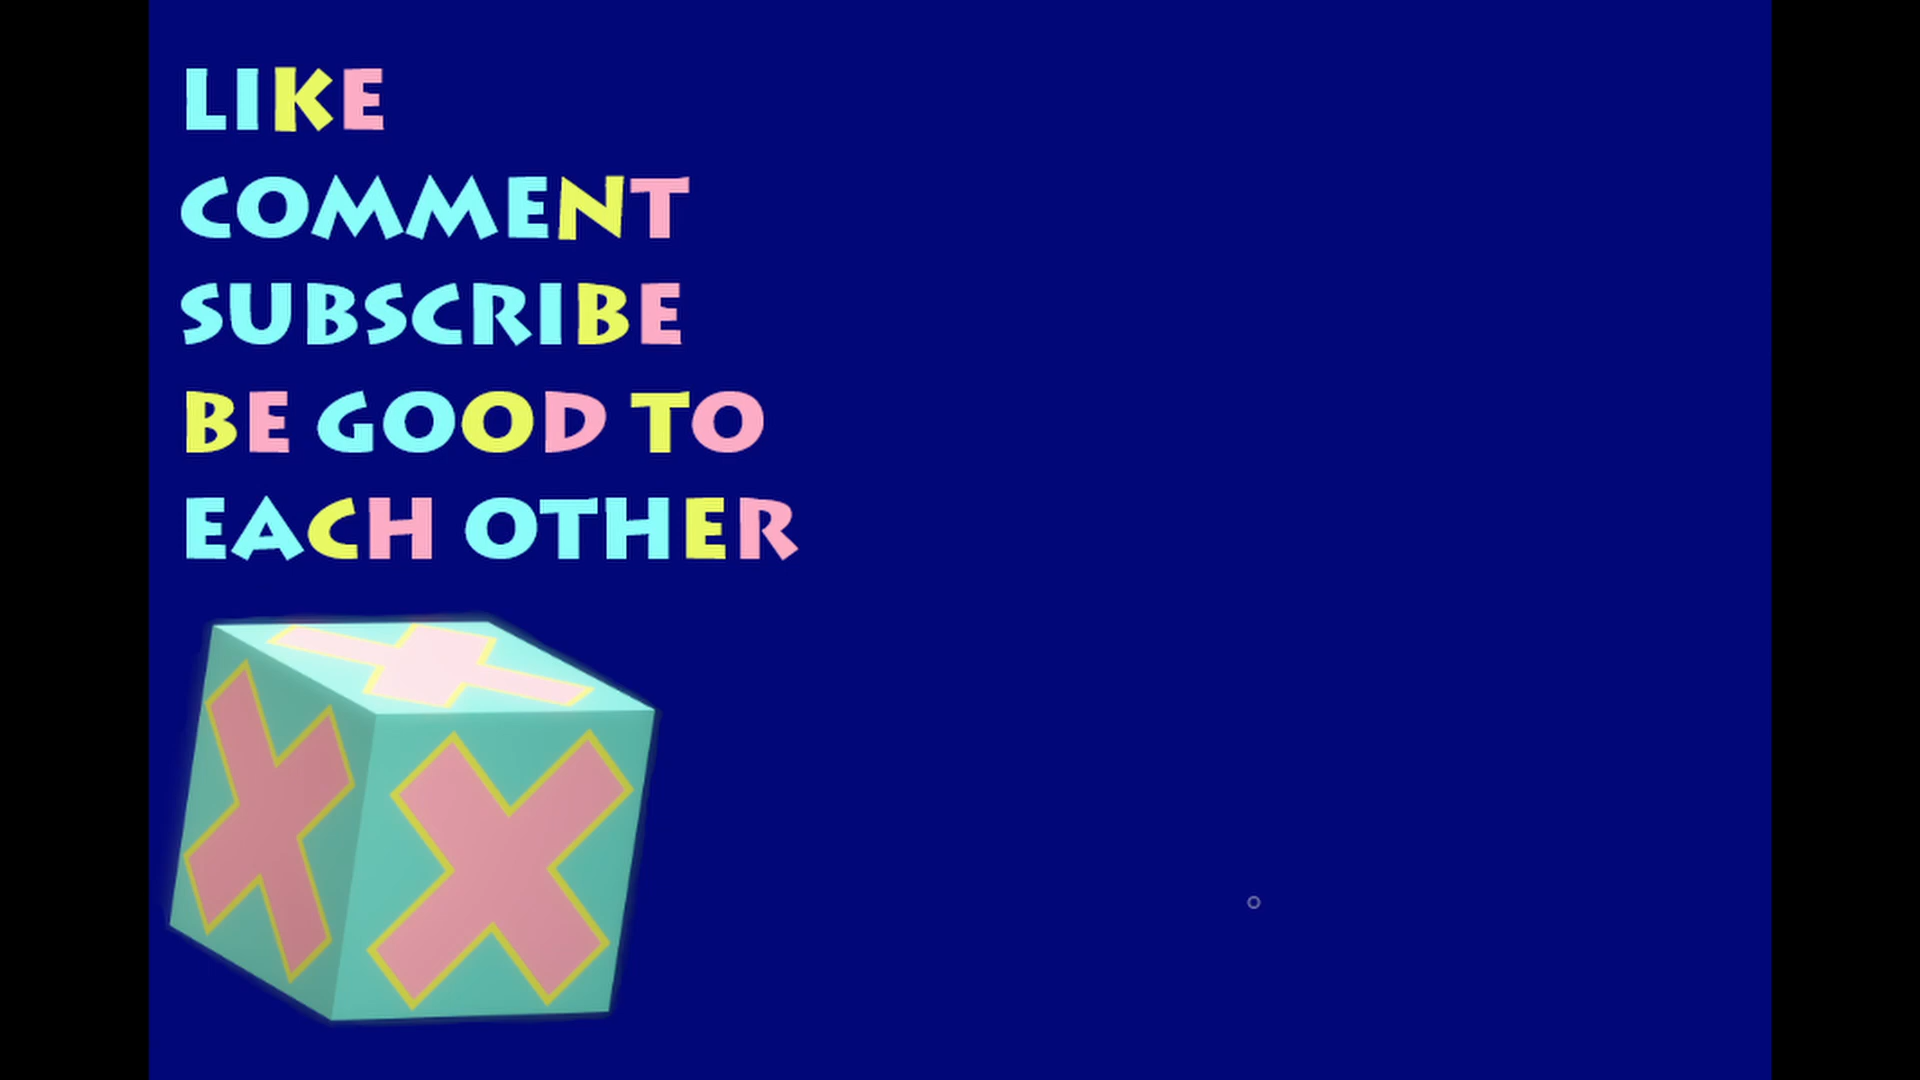 LIKE
COMMENT
SUBSCRIBE
BE GOOD TO
EACH OTHER
X
X
X